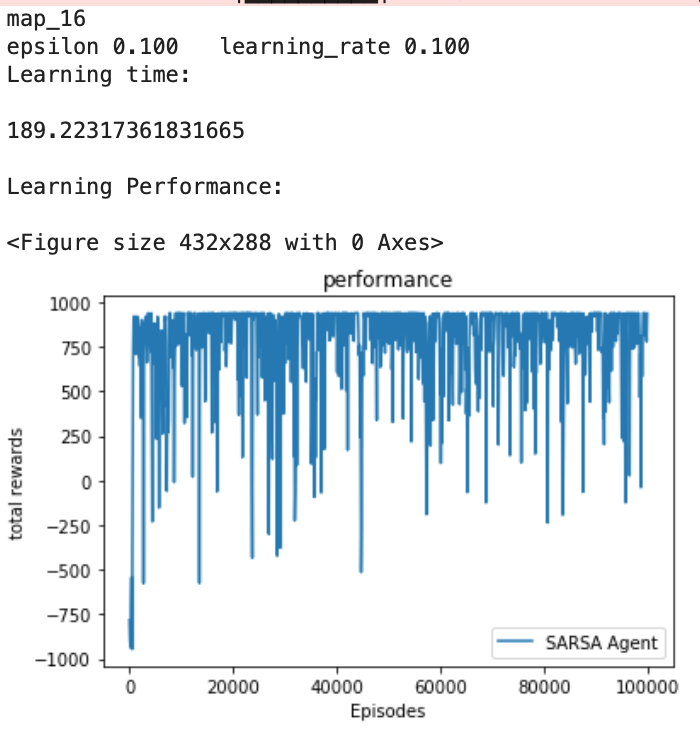 map_16
epsilon 0.100   learning_rate 0.100
Learning time:
189.22317361831665
Learning Performance:
<Figure size 432x288 with 0 Axes>
performance
1000
750
500
250
0
−250
−500
−750
−1000
total rewards
SARSA Agent
0 20000 40000 60000 80000 100000
Episodes